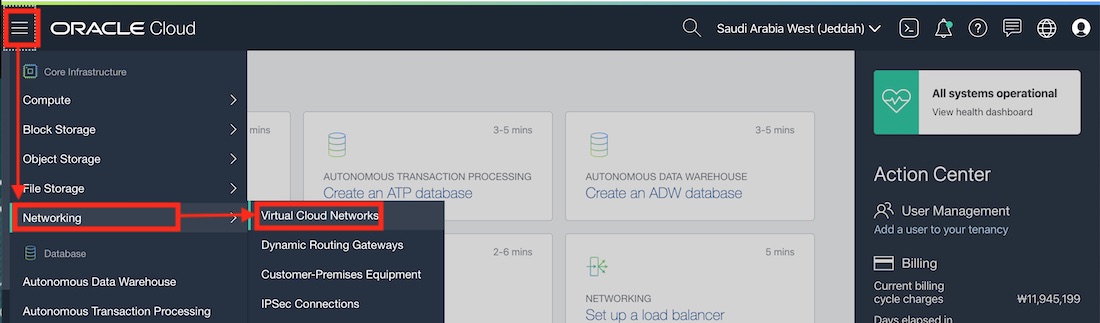 ORACLE Cloud
Saudi Arabia West (Jeddah)
Core Infrastructure
Compute
Block Storage
Object Storage
File Storage
Networking
Database
Autonomous Data Warehouse
Autonomous Transaction Processing
Virtual Cloud Networks
Dynamic Routing Gateways
Customer-Premises Equipment
IPSec Connections
mins
3-5 mins
AUTONOMOUS TRANSACTION PROCESSING
Create an ATP database
3-5 mins
AUTONOMOUS DATA WAREHOUSE
Create an ADW database
2-6 mins
5 mins
NETWORKING
Set up a load balancer
All systems operational
View health dashboard
Action Center
User Management
Add a user to your tenancy
Billing
Current billing
cycle charges
₩11,945,199
Days elapsed in